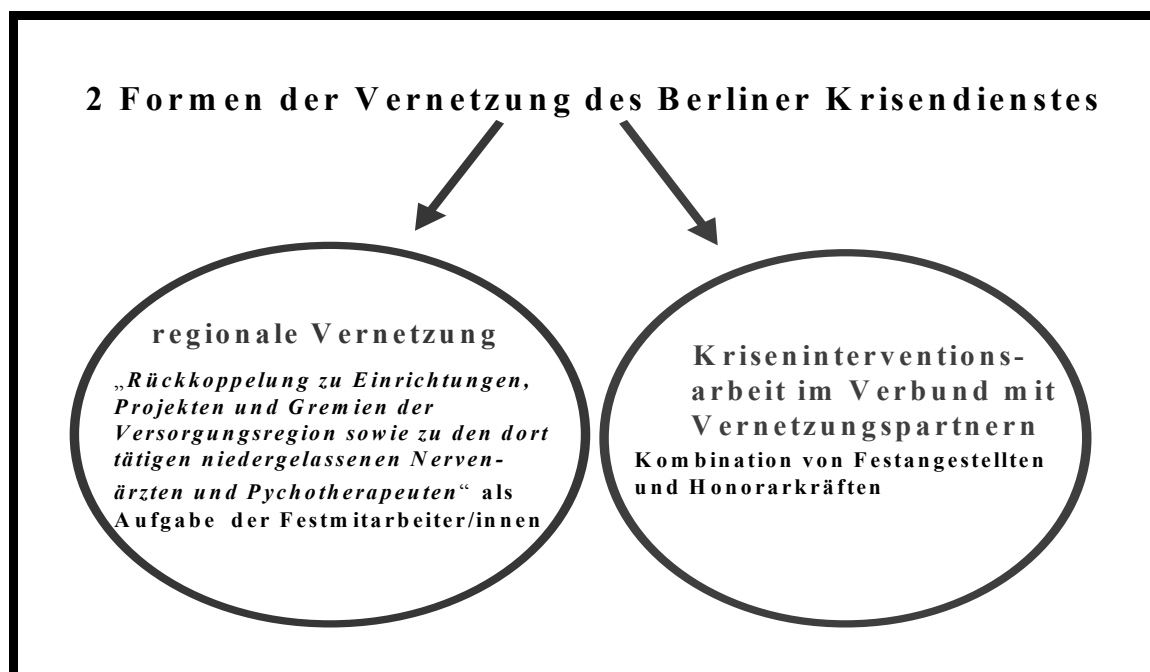 2 Formen der Vernetzung des Berliner Krisendienstes
regionale Vernetzung
„Rückkoppelung zu Einrichtungen,
Projekten und Gremien der
Versorgungsregion sowie zu den dort
tätigen niedergelassenen Nerven-
ärzten und Pychotherapeuten“ als
Aufgabe der Festmitarbeiter/innen
Kriseninterventions-
arbeit im Verbund mit
Vernetzungspartnern
Kombination von Festangestellten
und Honorarkräften